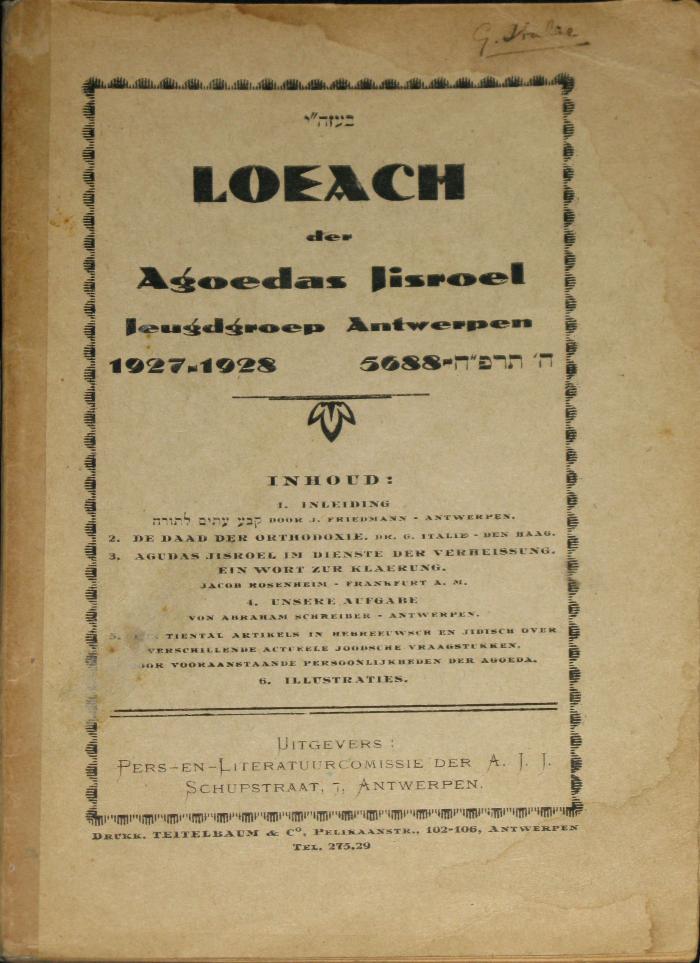 בעזה"י
LOEACH
der
Agoedas Jisroel
Jeugdgroep Antwerpen
1927-1928 5688-ה' תרפ"ח
INHOUD:
1. INLEIDING
קבע עתים לתורה DOOR J. FRIEDMANN - ANTWERPEN.
2. DE DAAD DER ORTHODOXIE. DR. G. ITALIE - DEN HAAG.
3. AGUDAS JISROEL IM DIENSTE DER VERHEISSUNG.
EIN WORT ZUR KLAERUNG.
JACOB ROSENHEIM - FRANKFURT A. M.
4. UNSERE AUFGABE
VON ABRAHAM SCHREIBER - ANTWERPEN.
5. TIENTAL ARTIKELS IN HEBREEUWSCH EN JIDISCH OVER
VERSCHILLENDE ACTUEELE JOODSCHE VRAAGSTUKKEN.
OOR VOORAANSTAANDE PERSOONLIJKHEDEN DER AGOEDA.
6. ILLUSTRATIES.
UITGEVERS:
PERS-EN-LITERATUURCOMISSIE DER A. J. J.
SCHUPSTRAAT, 7, ANTWERPEN.
DRUKK. TEITELBAUM & Co, PELIKAANSTR., 102-106, ANTWERPEN
TEL. 275,29